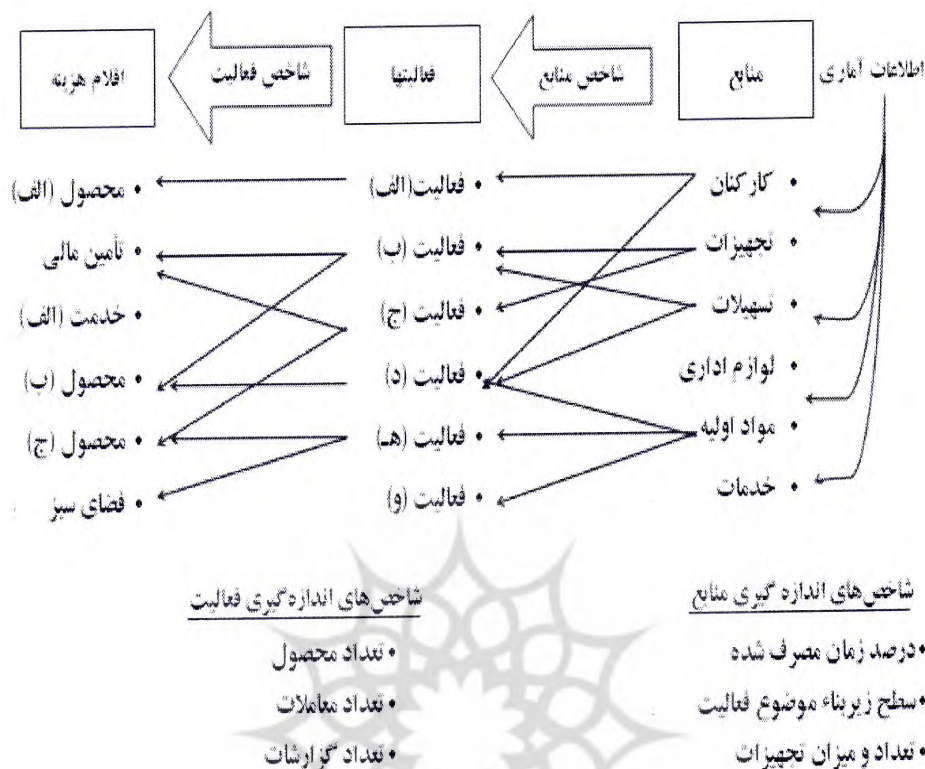 اطلاعات آماری
منابع
شاخص منابع
فعالیتها
شاخص فعالیت
اقلام هزینه
• کارکنان
• تجهیزات
• تسهیلات
• لوازم اداری
• مواد اولیه
• خدمات
• فعالیت(الف)
• فعالیت (ب)
• فعالیت (ج)
• فعالیت (د)
• فعالیت (هـ)
• فعالیت (و)
• محصول (الف)
• تأمین مالی
• خدمت (الف)
• محصول (ب)
• محصول (ج)
• فضای سبز
شاخص‌های اندازه گیری منابع
•درصد زمان مصرف شده
•سطح زیربناء موضوع فعالیت
•تعداد و میزان تجهیزات
شاخص‌های اندازه‌گیری فعالیت
• تعداد محصول
• تعداد معاملات
• تعداد گزارشات